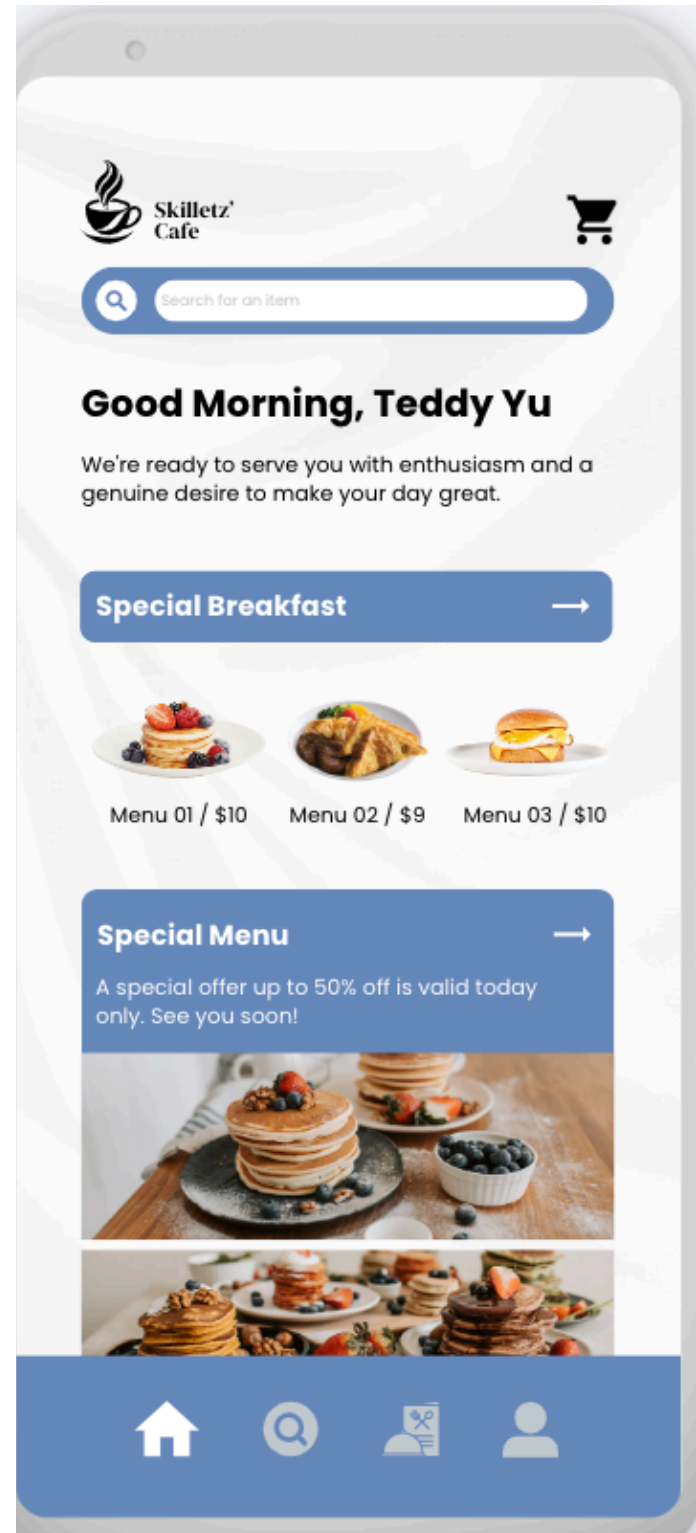 Skilletz'
Cafe
Search for an item
Good Morning, Teddy Yu
We're ready to serve you with enthusiasm and a
genuine desire to make your day great.
Special Breakfast
Menu 01 / $10
Menu 02 / $9
Menu 03 / $10
Special Menu
A special offer up to 50% off is valid today
only. See you soon!